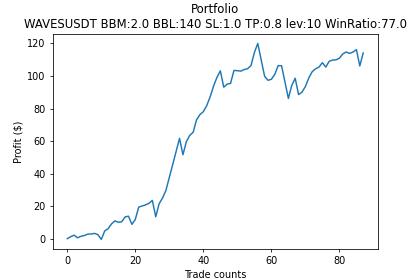 Portfolio
WAVESUSDT BBM:2.0 BBL:140 SL:1.0 TP:0.8 lev:10 WinRatio:77.0
120
100
80
60
40
20
0
Profit ($)
0 20 40 60 80
Trade counts